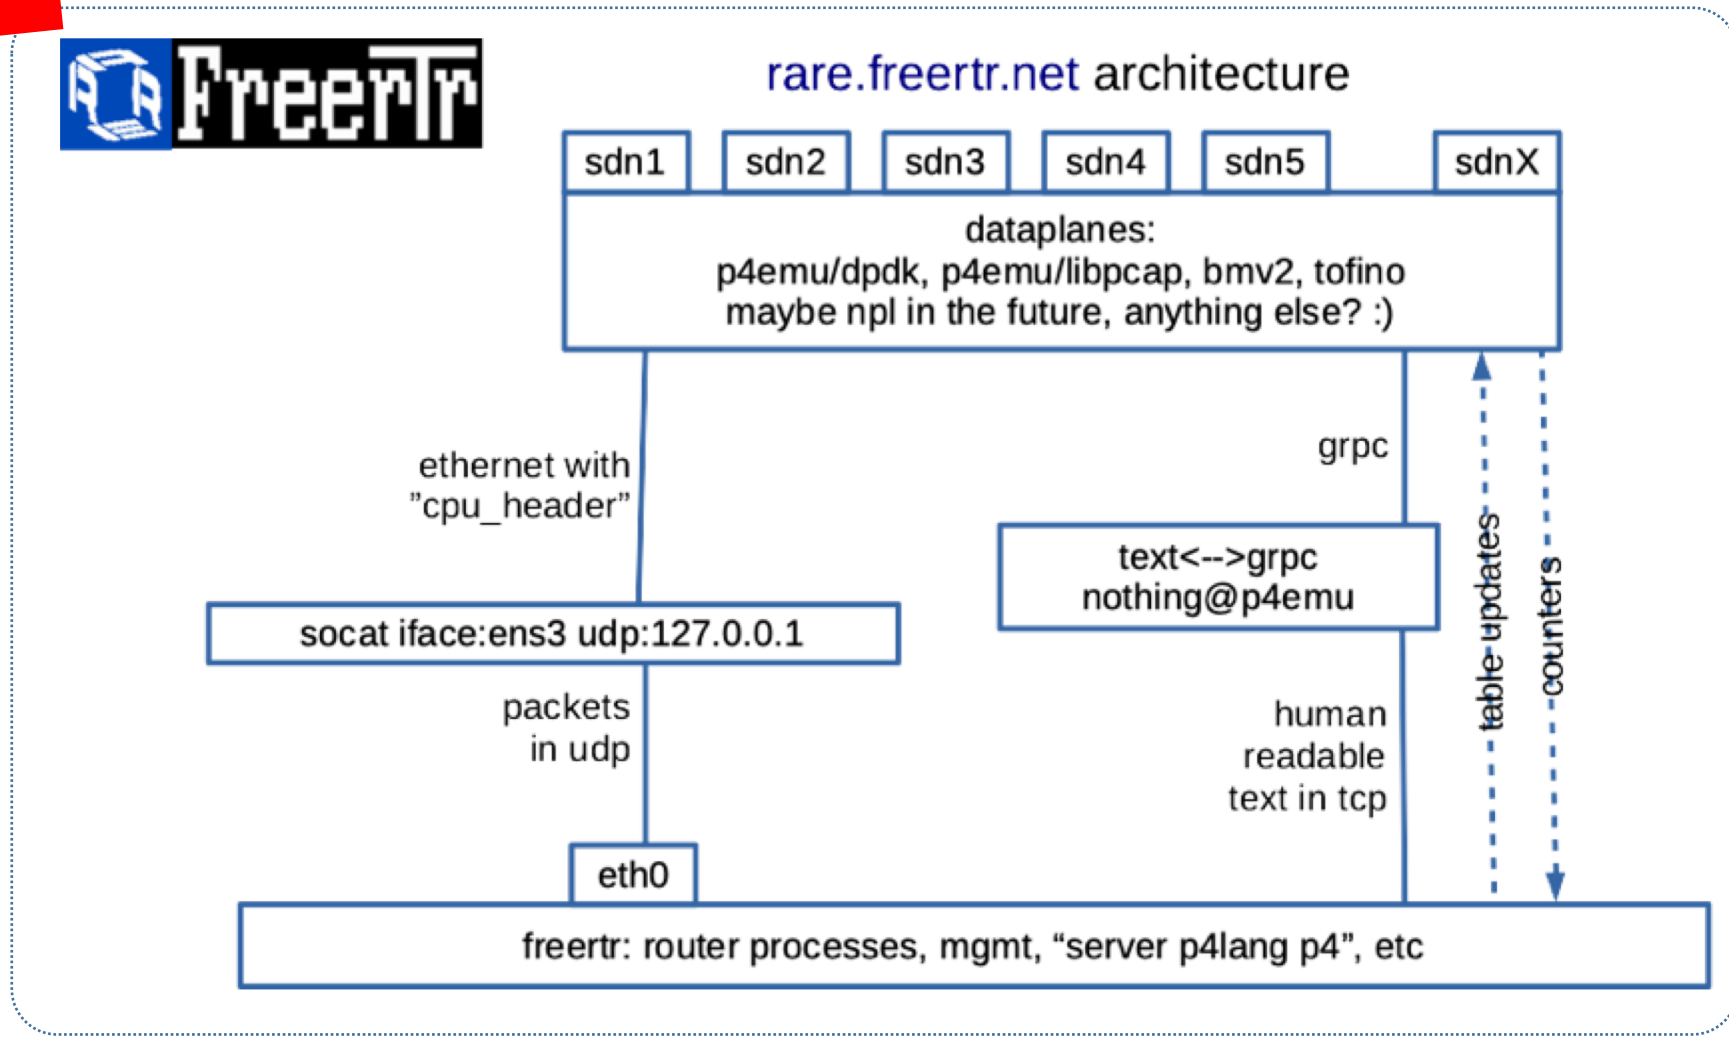 FreerTr
rare.freertr.net architecture
sdn1 sdn2 sdn3 sdn4 sdn5 sdnX
dataplanes:
p4emu/dpdk, p4emu/libpcap, bmv2, tofino
maybe npl in the future, anything else? :)
ethernet with
”cpu_header”
grpc
text<-->grpc
nothing@p4emu
table updates
counters
socat iface:ens3 udp:127.0.0.1
packets
in udp
human
readable
text in tcp
eth0
freertr: router processes, mgmt, “server p4lang p4”, etc